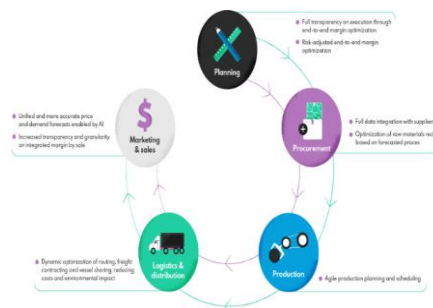 Full transparency on execution through
end-to-end margin optimization
Risk-adjusted end-to-end margin
optimization
Planning
Unified and more accurate price
and demand forecasts enabled by AI
Increased transparency and granularity
on integrated margin by sale
$
Marketing
& sales
Procurement
Full data integration with supplier
Optimization of raw materials
based on forecasted prices
Logistics &
distribution
Production
Dynamic optimization of routing, freight
contracting and vessel sharing, reducing
costs and environmental impact
Agile production planning and scheduling